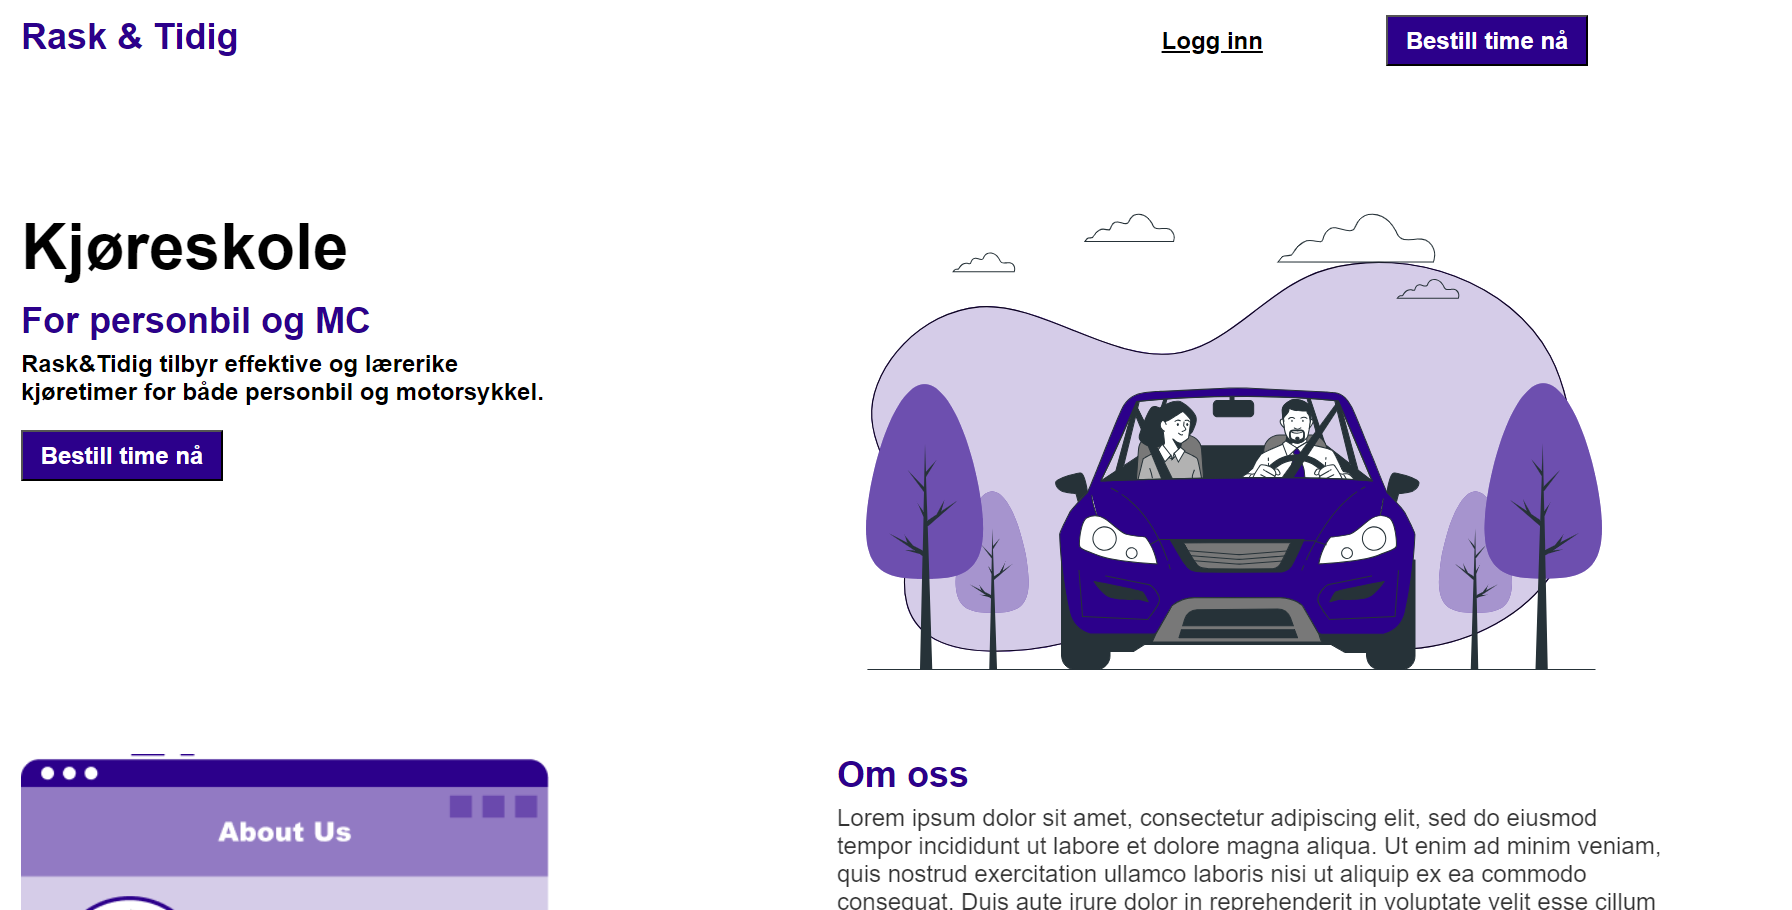 Rask & Tidig
Logg inn
Bestill time nå
Kjøreskole
For personbil og MC
Rask&Tidig tilbyr effektive og lærerike
kjøretimer for både personbil og motorsykkel.
Bestill time nå
About Us
Om oss
Lorem ipsum dolor sit amet, consectetur adipiscing elit, sed do eiusmod
tempor incididunt ut labore et dolore magna aliqua. Ut enim ad minim veniam,
quis nostrud exercitation ullamco laboris nisi ut aliquip ex ea commodo
consequat. Duis aute irure dolor in reprehenderit in voluptate velit esse cillum